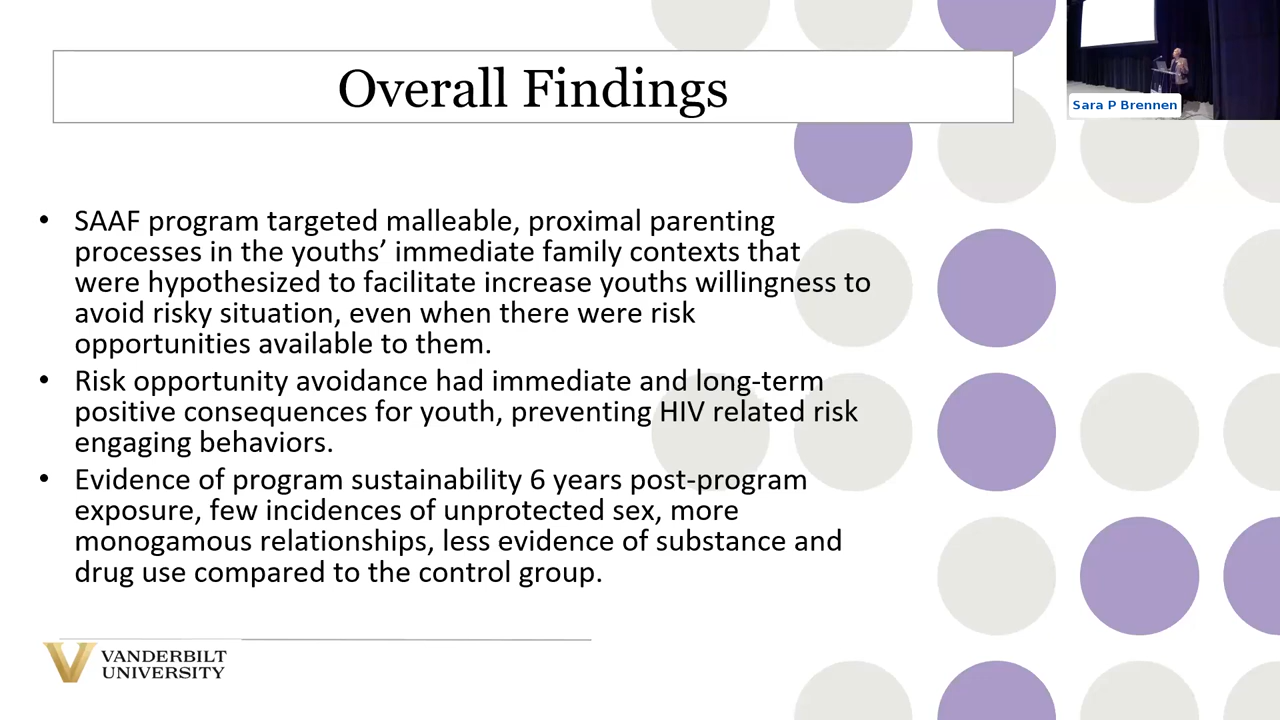 Overall Findings
Sara P Brennen
• SAAF program targeted malleable, proximal parenting
processes in the youths’ immediate family contexts that
were hypothesized to facilitate increase youths willingness to
avoid risky situation, even when there were risk
opportunities available to them.
• Risk opportunity avoidance had immediate and long-term
positive consequences for youth, preventing HIV related risk
engaging behaviors.
• Evidence of program sustainability 6 years post-program
exposure, few incidences of unprotected sex, more
monogamous relationships, less evidence of substance and
drug use compared to the control group.
VANDERBILT
UNIVERSITY